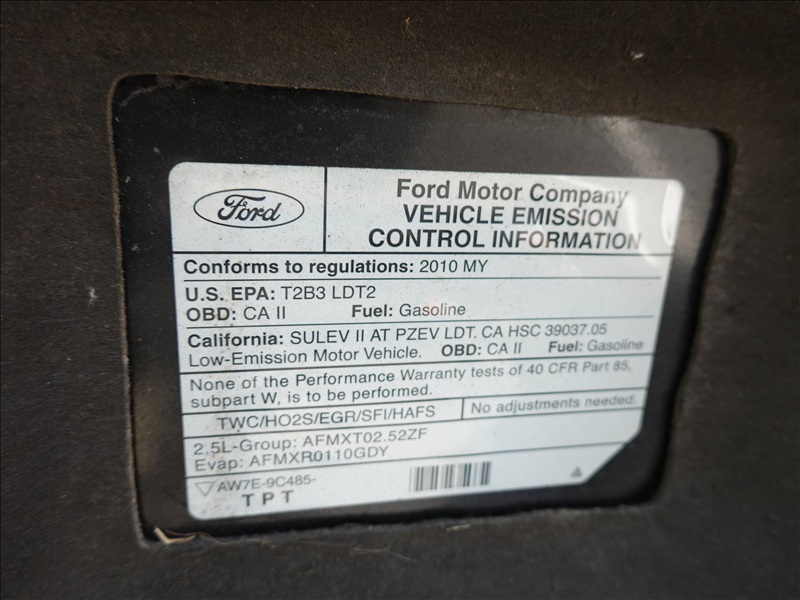 Ford
Ford Motor Company
VEHICLE EMISSION
CONTROL INFORMATION
Conforms to regulations: 2010 MY
U.S. EPA: T2B3 LDT2
OBD: CA II Fuel: Gasoline
California: SULEV II AT PZEV LDT. CA HSC 39037.05
Low-Emission Motor Vehicle. OBD: CA II Fuel: Gasoline
None of the Performance Warranty tests of 40 CFR Part 85,
subpart W, is to be performed.
TWC/HO2S/EGR/SFI/HAFS No adjustments needed.
2.5L-Group: AFMXT02.52ZF
Evap: AFMXR0110GDY
AW7E-9C485-
TPT